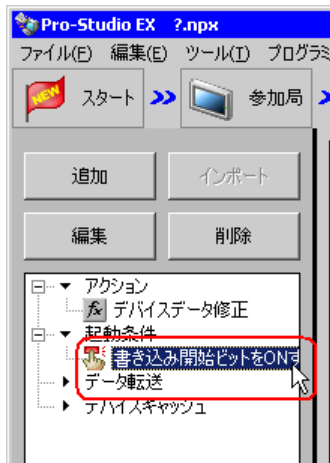 Pro-Studio EX ?.npx
ファイル(F) 編集(E) ツール(T) プログラミ
NEW スタート >> 参加局
追加 インポート
編集 削除
アクション
fx デバイスデータ修正
起動条件
書き込み開始ビットをONす
データ転送
デバイスキャッシュ